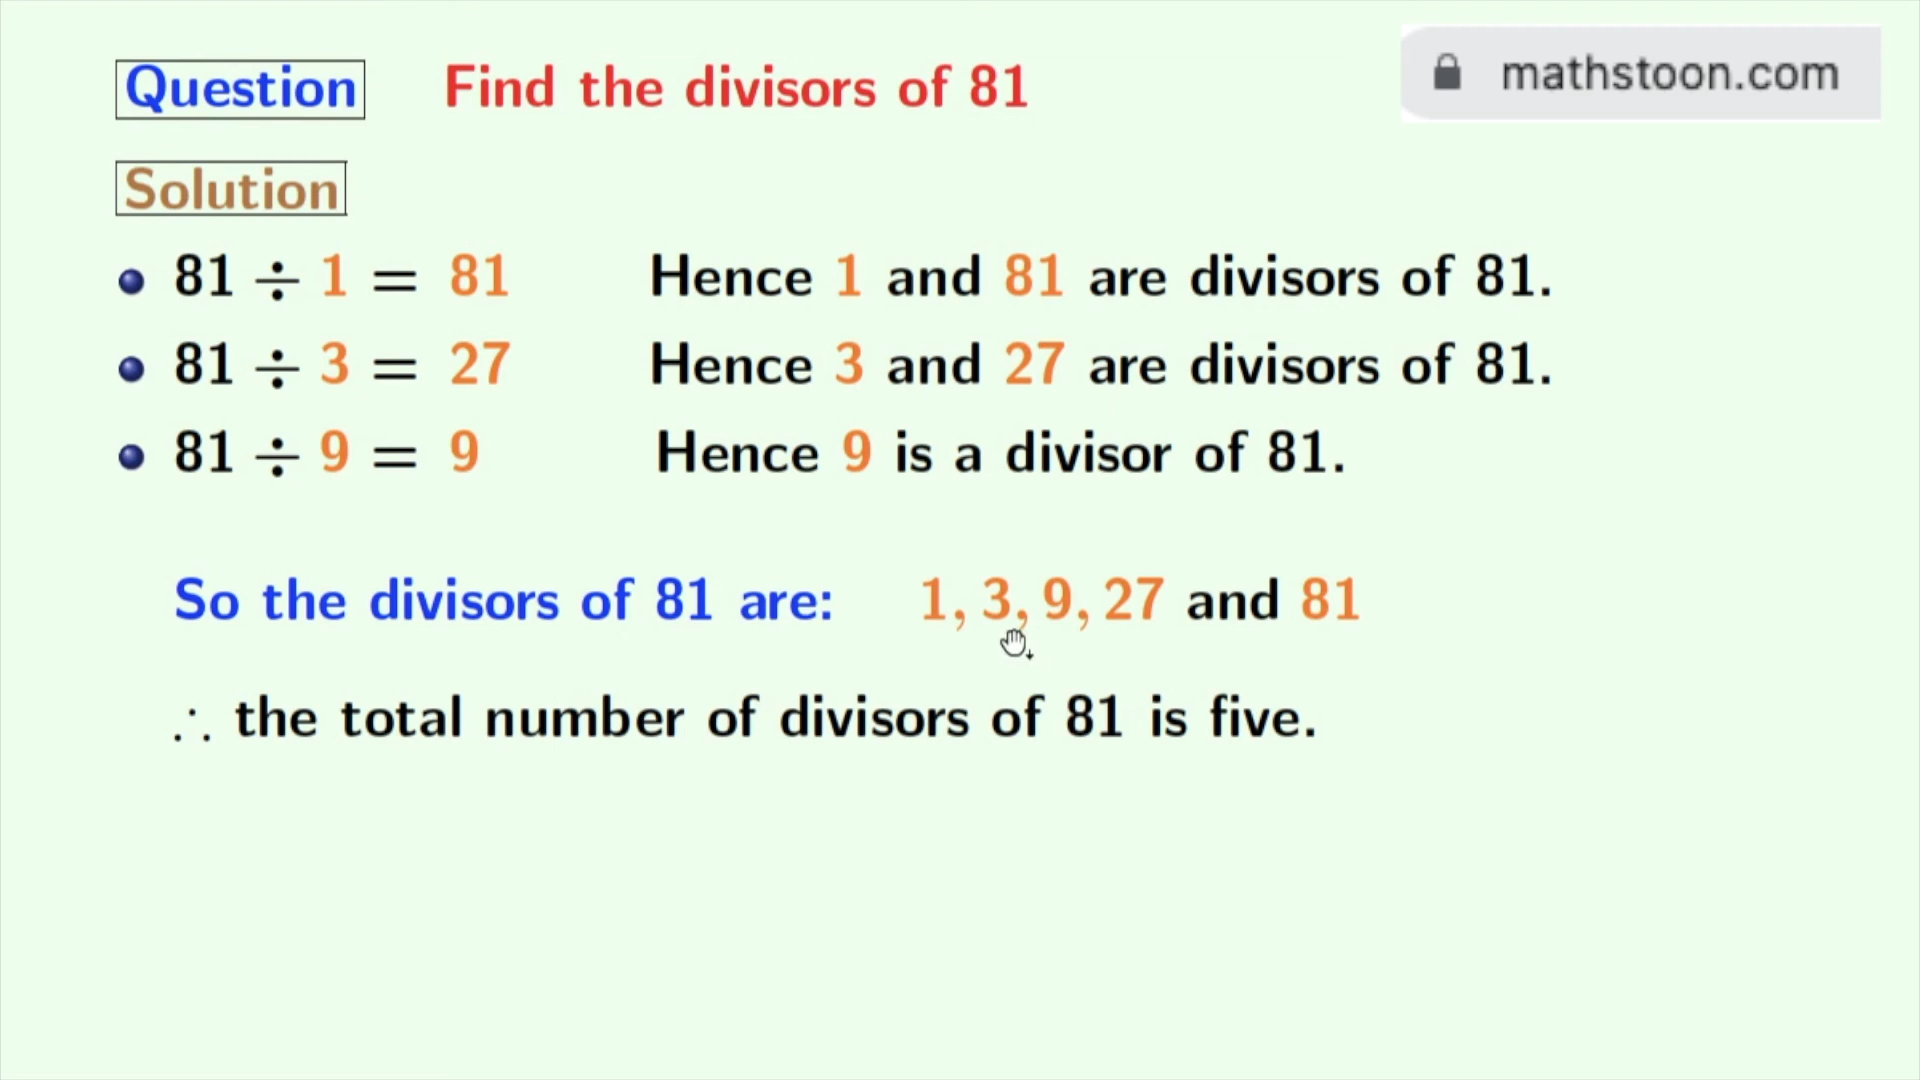 Question Find the divisors of 81
mathstoon.com
Solution
81 ÷ 1 = 81 Hence 1 and 81 are divisors of 81.
81 ÷ 3 = 27 Hence 3 and 27 are divisors of 81.
81 ÷ 9 = 9 Hence 9 is a divisor of 81.
So the divisors of 81 are: 1, 3, 9, 27 and 81
∴ the total number of divisors of 81 is five.